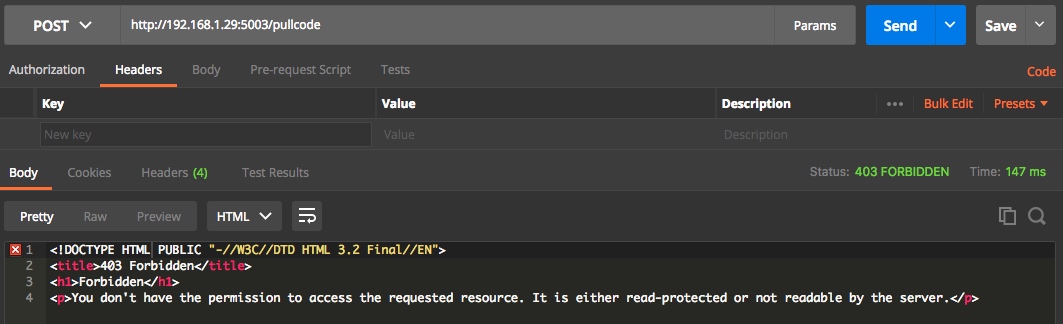 POST http://192.168.1.29:5003/pullcode Params Send Save
Authorization Headers Body Pre-request Script Tests Code
Key Value Description ••• Bulk Edit Presets
New key Value Description
Body Cookies Headers (4) Test Results Status: 403 FORBIDDEN Time: 147 ms
Pretty Raw Preview HTML
1 <!DOCTYPE HTML PUBLIC "-//W3C//DTD HTML 3.2 Final//EN">
2 <title>403 Forbidden</title>
3 <h1>Forbidden</h1>
4 <p>You don't have the permission to access the requested resource. It is either read-protected or not readable by the server.</p>